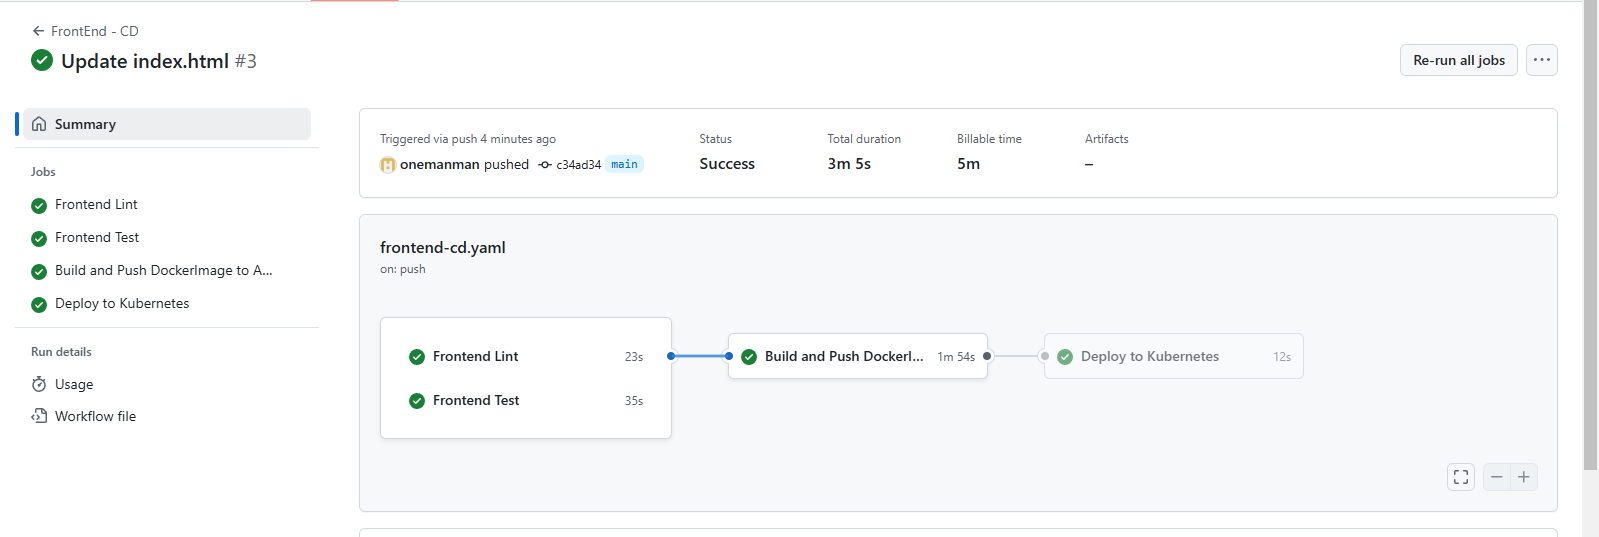 FrontEnd - CD
Update index.html #3
Re-run all jobs
Summary
Jobs
Frontend Lint
Frontend Test
Build and Push DockerImage to A...
Deploy to Kubernetes
Run details
Usage
Workflow file
Triggered via push 4 minutes ago
onemanman pushed c34ad34 main
Status
Success
Total duration
3m 5s
Billable time
5m
Artifacts
–
frontend-cd.yaml
on: push
Frontend Lint 23s
Frontend Test 35s
Build and Push DockerI... 1m 54s
Deploy to Kubernetes 12s